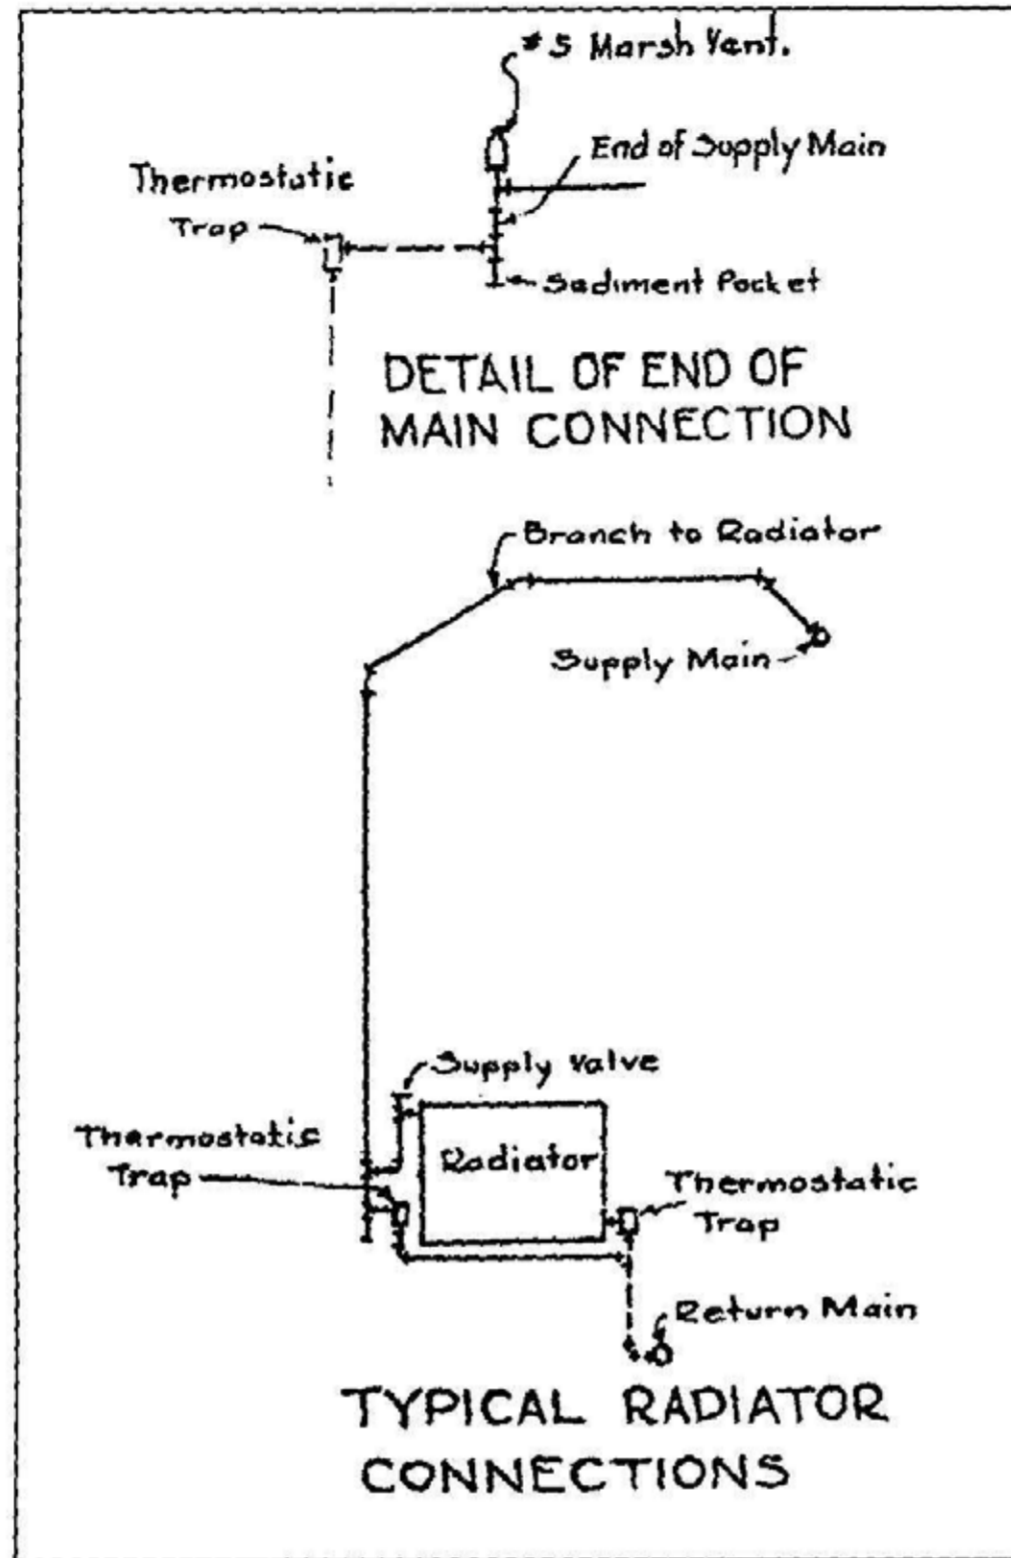 #5 Marsh Vent.
End of Supply Main
Thermostatic
Trap
Sediment Pocket
DETAIL OF END OF
MAIN CONNECTION
Branch to Radiator
Supply Main
Supply Valve
Radiator
Thermostatic
Trap
Thermostatic
Trap
Return Main
TYPICAL RADIATOR
CONNECTIONS